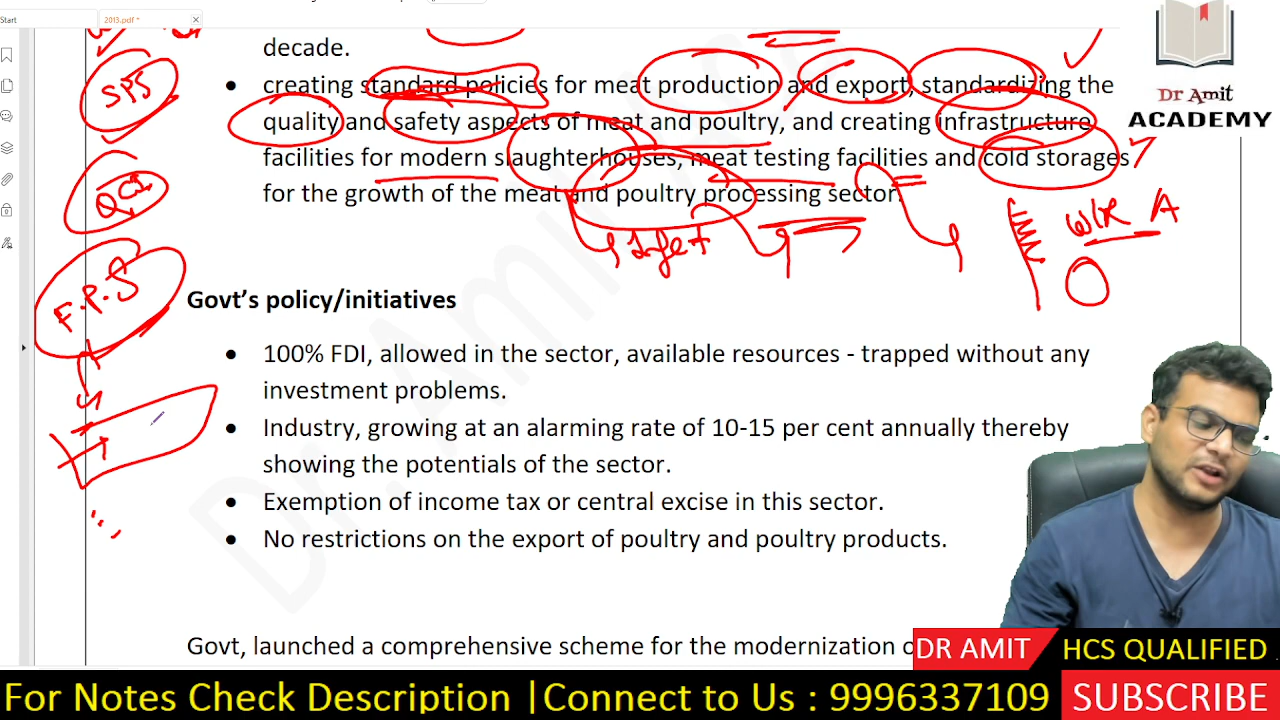 Start
2013.pdf *
decade.
• creating standard policies for meat production and export, standardizing the
quality and safety aspects of meat and poultry, and creating infrastructure
facilities for modern slaughterhouses, meat testing facilities and cold storages
for the growth of the meat and poultry processing sector.
SPS
QCI
F.P.S
WR A
Govt's policy/initiatives
• 100% FDI, allowed in the sector, available resources - trapped without any
investment problems.
• Industry, growing at an alarming rate of 10-15 per cent annually thereby
showing the potentials of the sector.
• Exemption of income tax or central excise in this sector.
• No restrictions on the export of poultry and poultry products.
Govt, launched a comprehensive scheme for the modernization
Dr Amit
ACADEMY
DR AMIT
HCS QUALIFIED
For Notes Check Description | Connect to Us : 9996337109
SUBSCRIBE